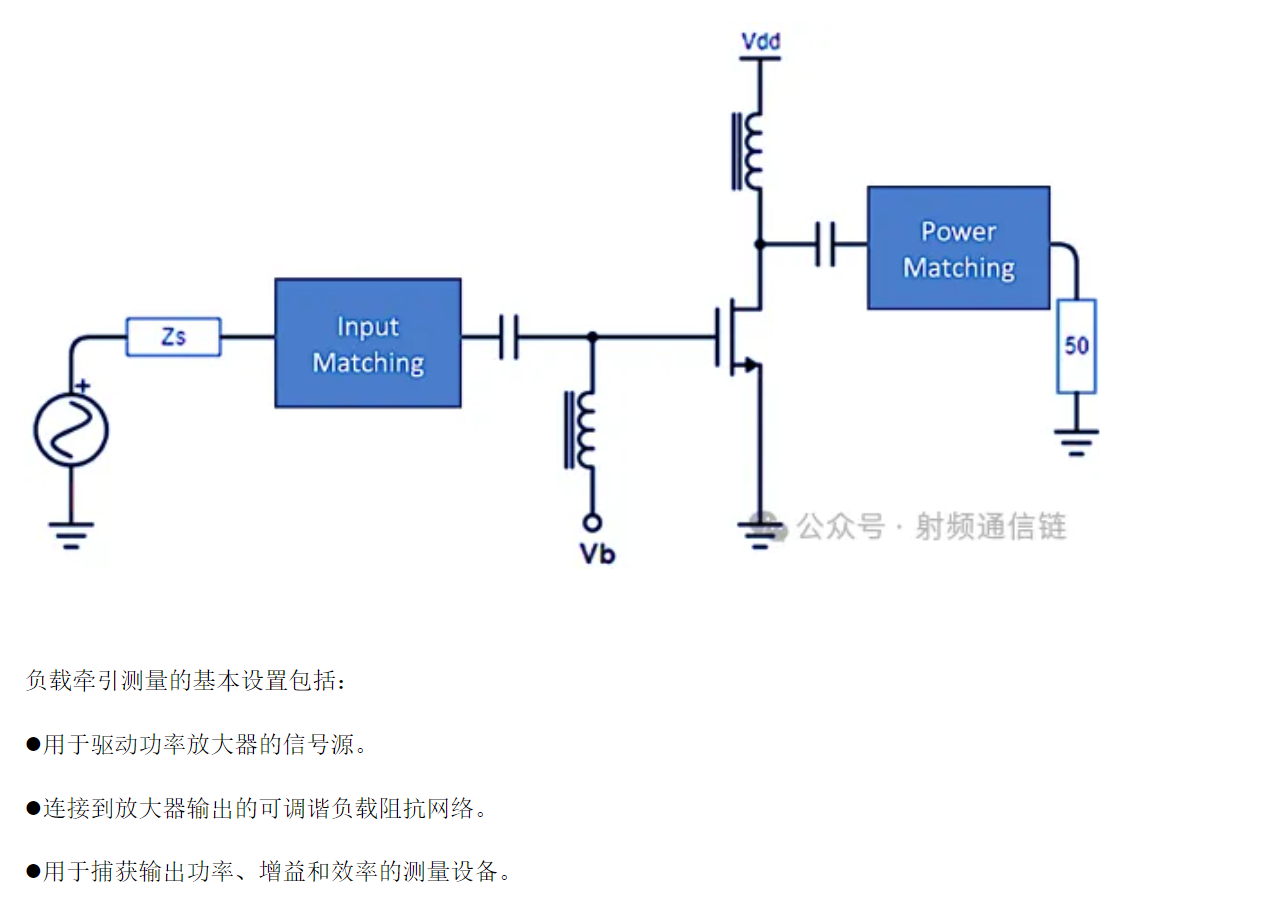 Vdd
Power
Matching
Input
Matching
Zs
50
+
Vb
公众号 · 射频通信链
负载牵引测量的基本设置包括：
●用于驱动功率放大器的信号源。
●连接到放大器输出的可调谐负载阻抗网络。
●用于捕获输出功率、增益和效率的测量设备。